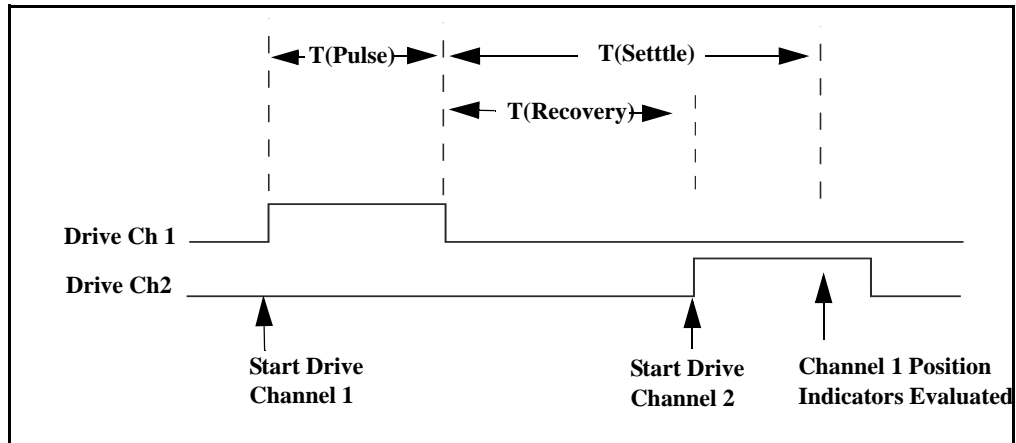 T(Pulse)
T(Setttle)
T(Recovery)
Drive Ch 1
Drive Ch2
Start Drive
Channel 1
Start Drive
Channel 2
Channel 1 Position
Indicators Evaluated